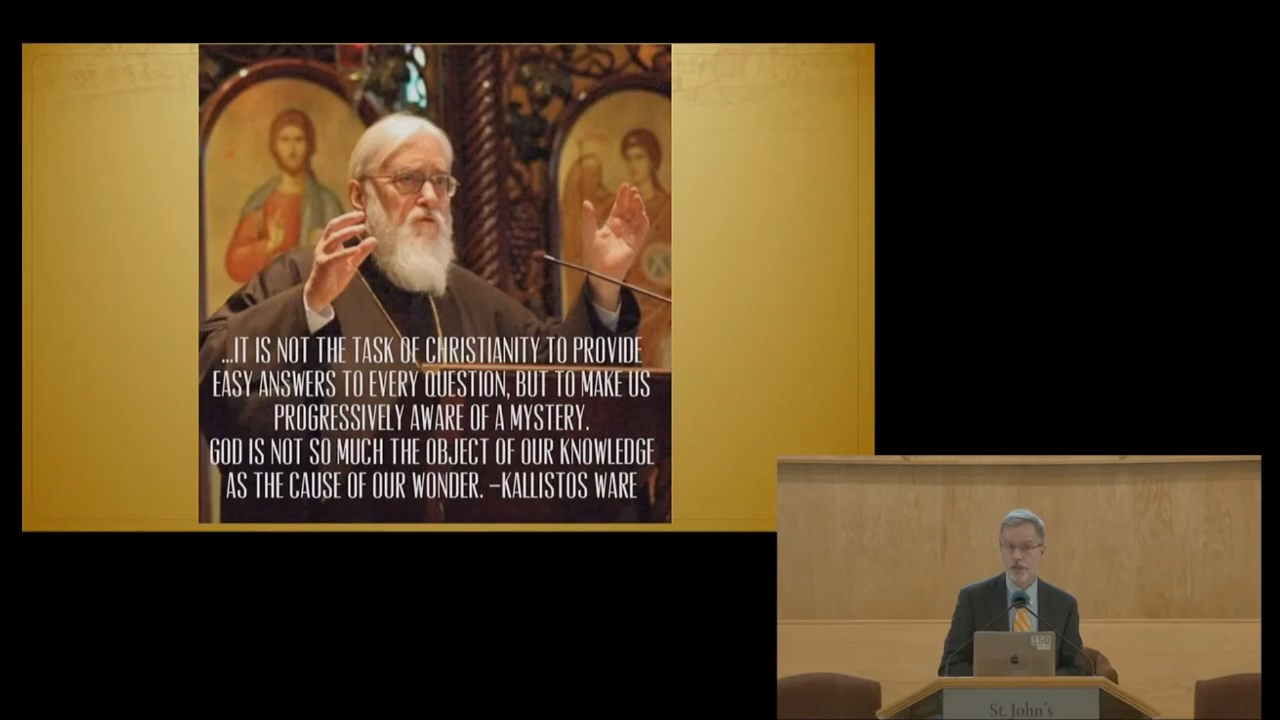 ...IT IS NOT THE TASK OF CHRISTIANITY TO PROVIDE
EASY ANSWERS TO EVERY QUESTION, BUT TO MAKE US
PROGRESSIVELY AWARE OF A MYSTERY.
GOD IS NOT SO MUCH THE OBJECT OF OUR KNOWLEDGE
AS THE CAUSE OF OUR WONDER. –KALLISTOS WARE
150
St. John's